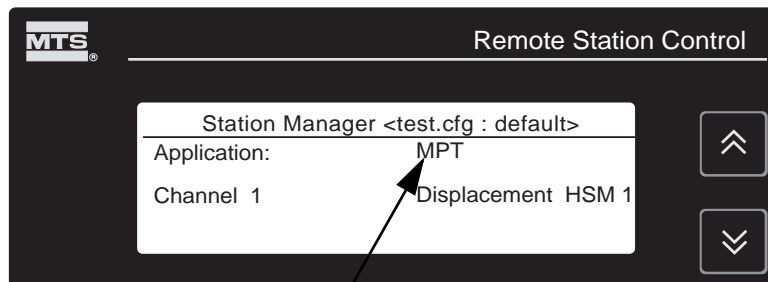 MTS ®
Remote Station Control
Station Manager <test.cfg : default>
Application: MPT
Channel 1 Displacement HSM 1